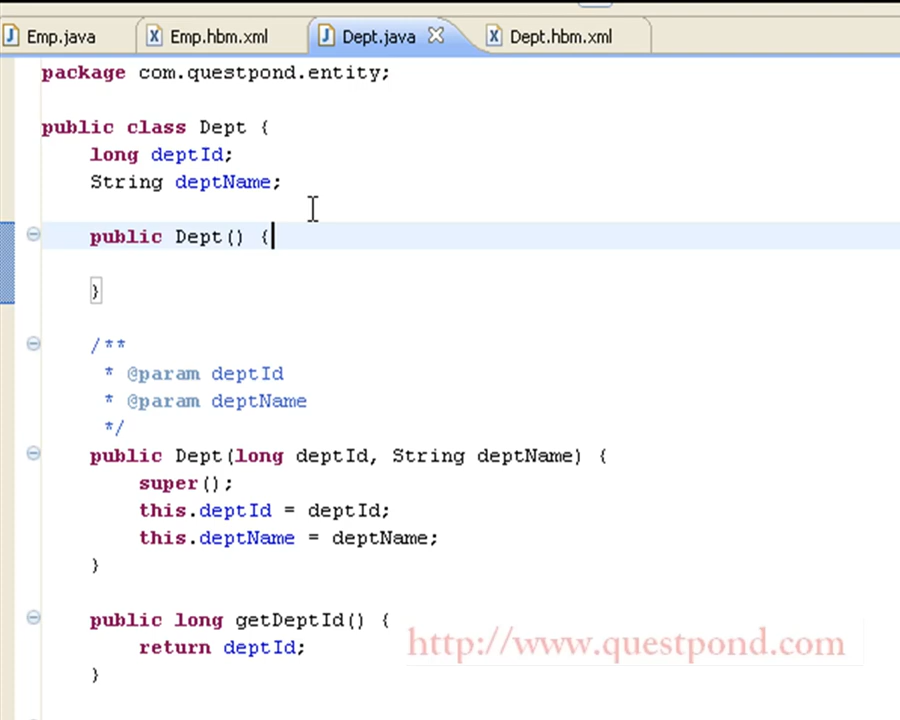 Emp.java Emp.hbm.xml Dept.java Dept.hbm.xml
package com.questpond.entity;
public class Dept {
long deptId;
String deptName;
public Dept() {
}
/**
* @param deptId
* @param deptName
*/
public Dept(long deptId, String deptName) {
super();
this.deptId = deptId;
this.deptName = deptName;
}
public long getDeptId() {
return deptId;
http://www.questpond.com
}